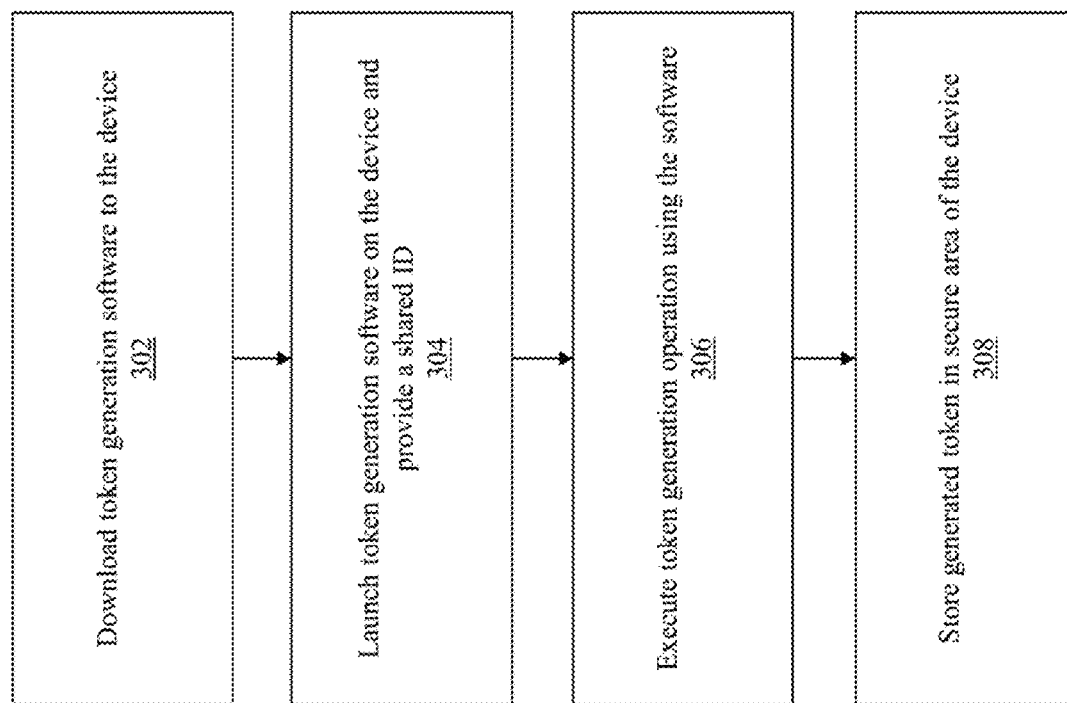 Download token generation software to the device
302
Launch token generation software on the device and
provide a shared ID
304
Execute token generation operation using the software
306
Store generated token in secure area of the device
308